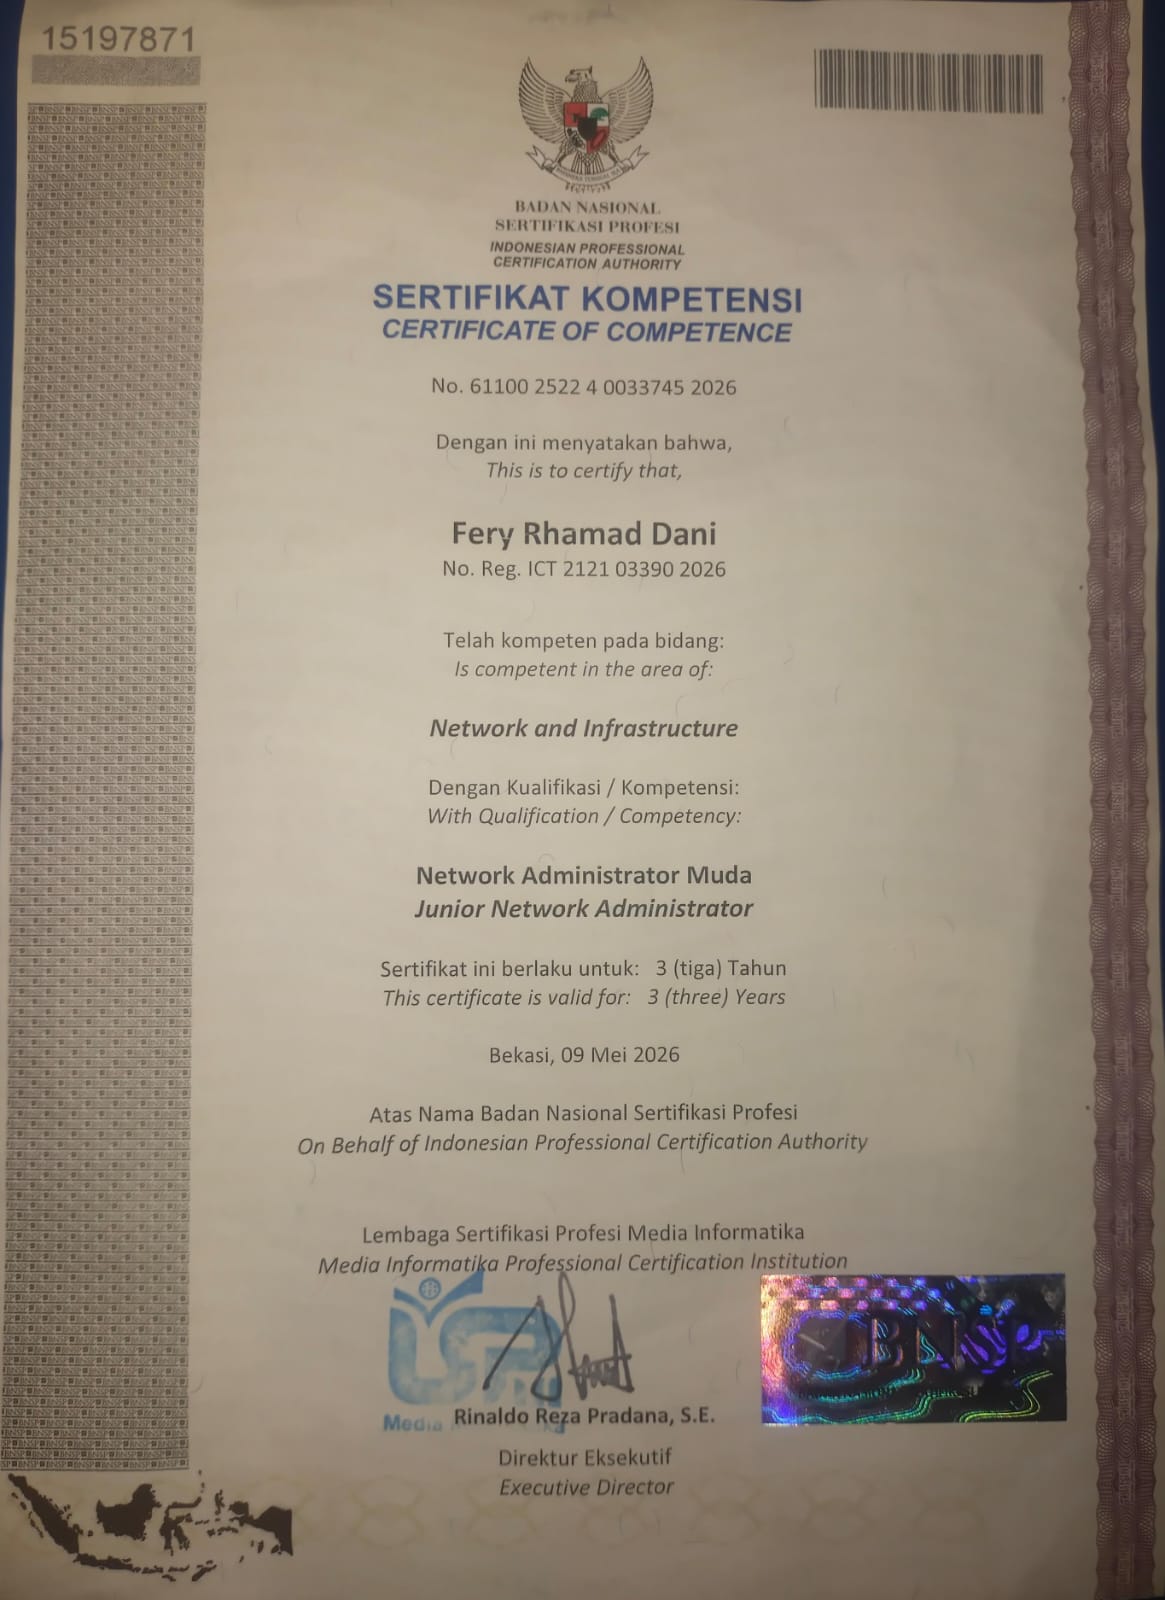 15197871
BADAN NASIONAL
SERTIFIKASI PROFESI
INDONESIAN PROFESSIONAL
CERTIFICATION AUTHORITY
SERTIFIKAT KOMPETENSI
CERTIFICATE OF COMPETENCE
No. 61100 2522 4 0033745 2026
Dengan ini menyatakan bahwa,
This is to certify that,
Fery Rhamad Dani
No. Reg. ICT 2121 03390 2026
Telah kompeten pada bidang:
Is competent in the area of:
Network and Infrastructure
Dengan Kualifikasi / Kompetensi:
With Qualification / Competency:
Network Administrator Muda
Junior Network Administrator
Sertifikat ini berlaku untuk: 3 (tiga) Tahun
This certificate is valid for: 3 (three) Years
Bekasi, 09 Mei 2026
Atas Nama Badan Nasional Sertifikasi Profesi
On Behalf of Indonesian Professional Certification Authority
Lembaga Sertifikasi Profesi Media Informatika
Media Informatika Professional Certification Institution
BNSP
Media
Rinaldo Reza Pradana, S.E.
Direktur Eksekutif
Executive Director